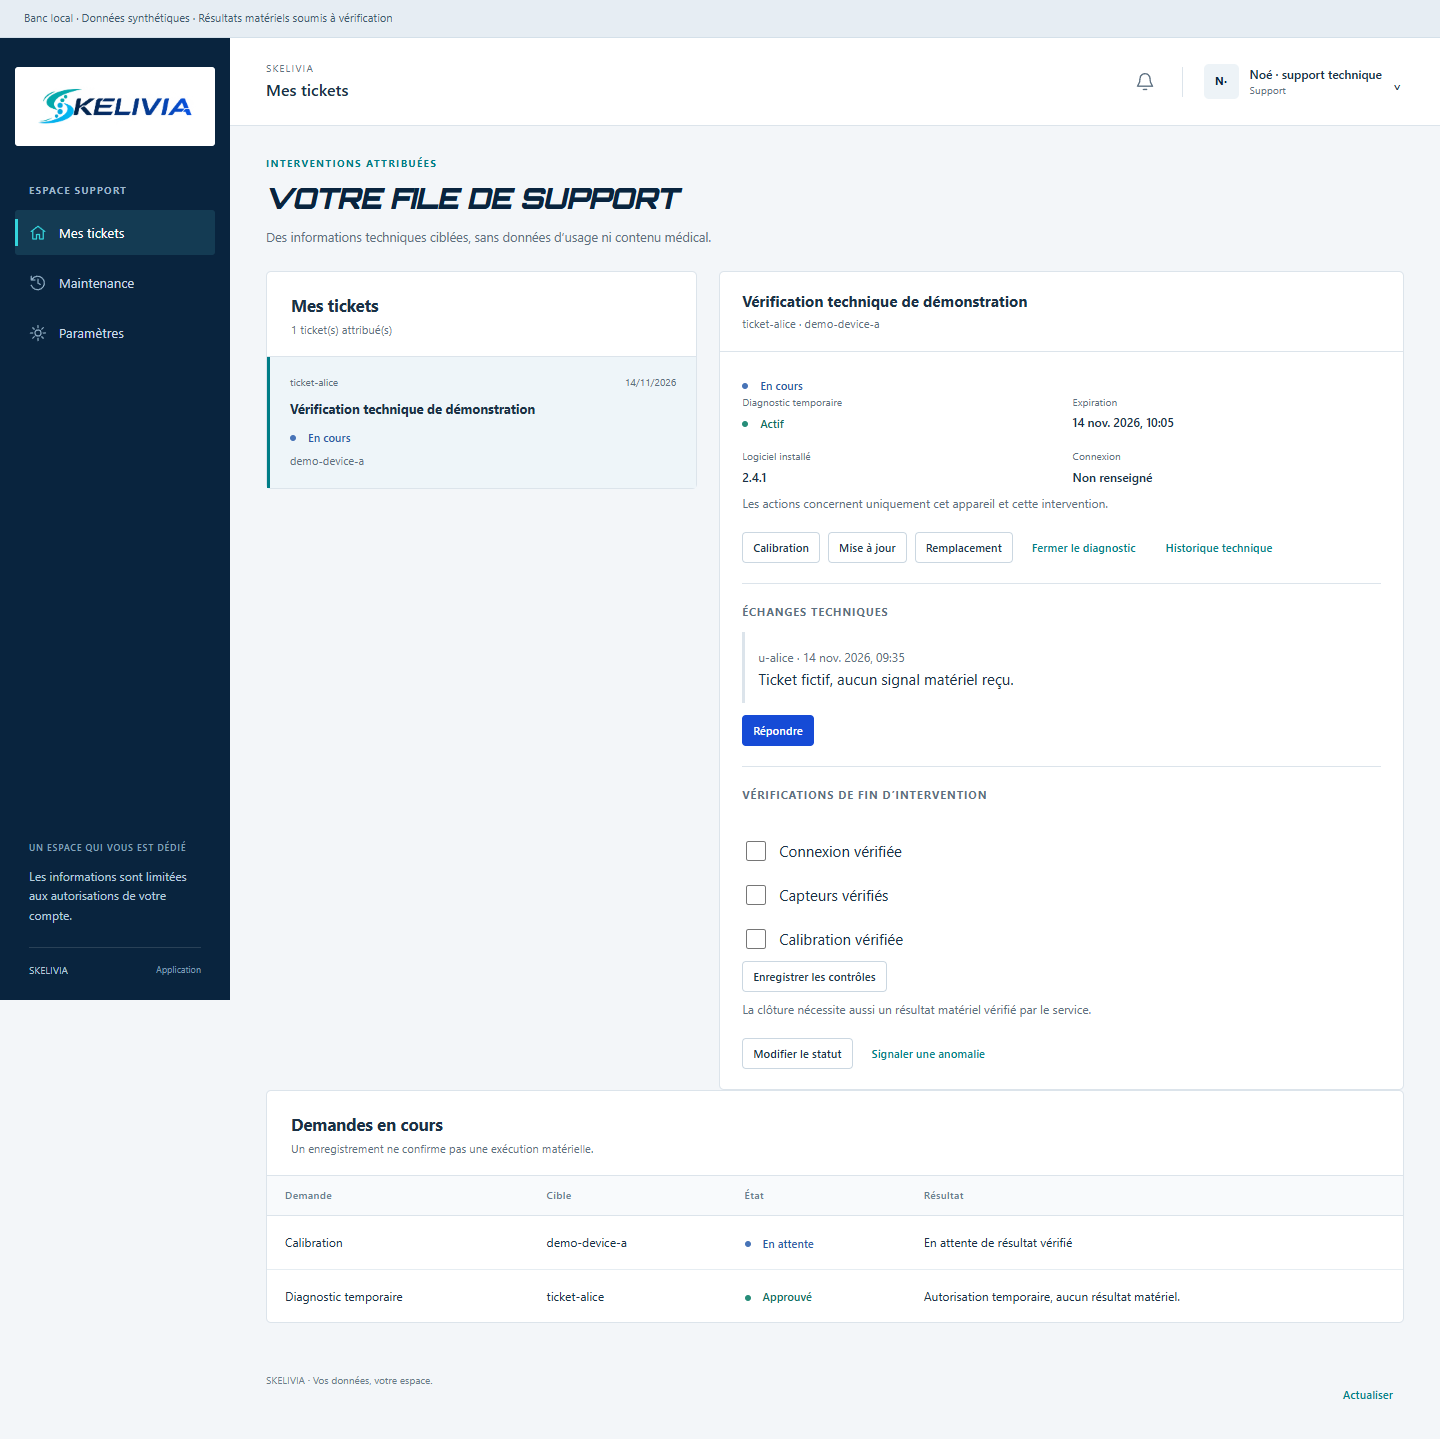 Banc local · Données synthétiques · Résultats matériels soumis à vérification
SKELIVIA
ESPACE SUPPORT
Mes tickets
Maintenance
Paramètres
UN ESPACE QUI VOUS EST DÉDIÉ
Les informations sont limitées
aux autorisations de votre
compte.
SKELIVIA
Application
SKELIVIA
Mes tickets
N·
Noé · support technique
Support
INTERVENTIONS ATTRIBUÉES
VOTRE FILE DE SUPPORT
Des informations techniques ciblées, sans données d’usage ni contenu médical.
Mes tickets
1 ticket(s) attribué(s)
ticket-alice
14/11/2026
Vérification technique de démonstration
En cours
demo-device-a
Vérification technique de démonstration
ticket-alice · demo-device-a
En cours
Diagnostic temporaire
Actif
Expiration
14 nov. 2026, 10:05
Logiciel installé
2.4.1
Connexion
Non renseigné
Les actions concernent uniquement cet appareil et cette intervention.
Calibration
Mise à jour
Remplacement
Fermer le diagnostic
Historique technique
ÉCHANGES TECHNIQUES
u-alice · 14 nov. 2026, 09:35
Ticket fictif, aucun signal matériel reçu.
Répondre
VÉRIFICATIONS DE FIN D’INTERVENTION
Connexion vérifiée
Capteurs vérifiés
Calibration vérifiée
Enregistrer les contrôles
La clôture nécessite aussi un résultat matériel vérifié par le service.
Modifier le statut
Signaler une anomalie
Demandes en cours
Un enregistrement ne confirme pas une exécution matérielle.
Demande
Cible
État
Résultat
Calibration
demo-device-a
En attente
En attente de résultat vérifié
Diagnostic temporaire
ticket-alice
Approuvé
Autorisation temporaire, aucun résultat matériel.
SKELIVIA · Vos données, votre espace.
Actualiser